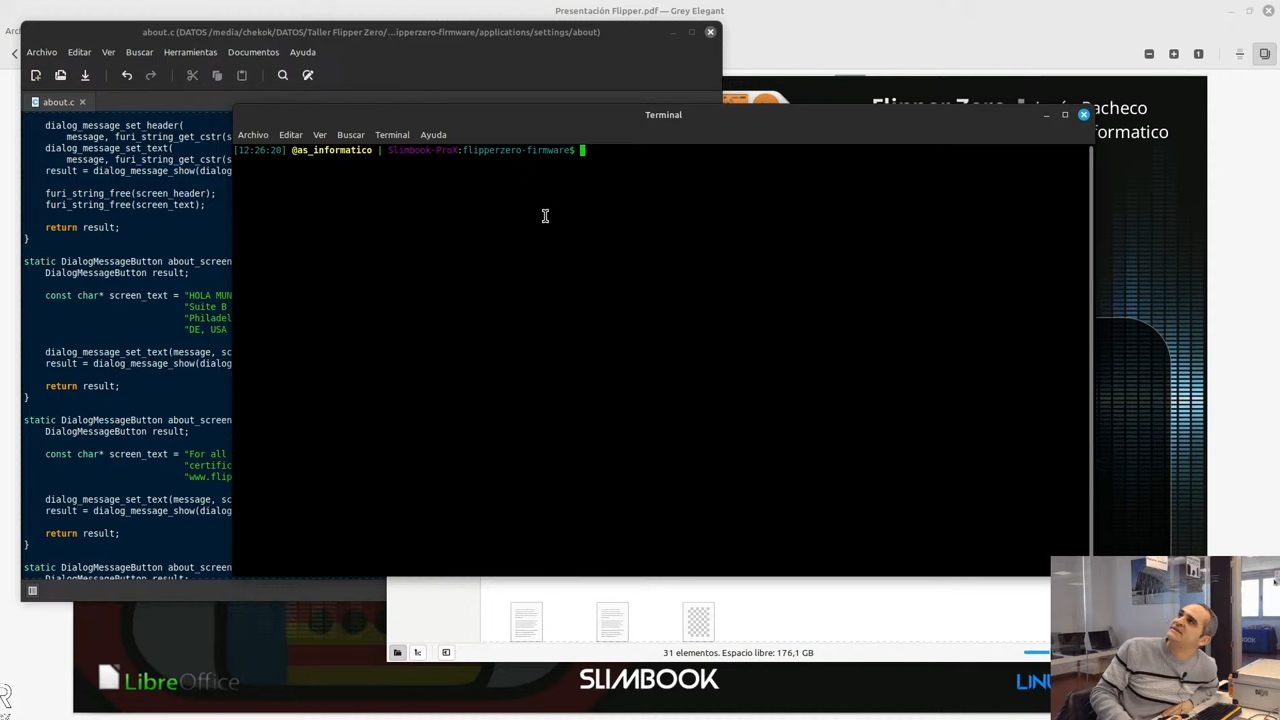 Presentación Flipper.pdf — Grey Elegant
about.c (DATOS /media/chekok/DATOS/Taller Flipper Zero/...ipperzero-firmware/applications/settings/about)
Archivo Editar Ver Buscar Herramientas Documentos Ayuda
about.c
dialog_message_set_header(
message, furi_string_get_cstr(s
dialog_message_set_text(
message, furi_string_get_cstr(s
result = dialog_message_show(dialog
furi_string_free(screen_header);
furi_string_free(screen_text);
return result;
}
static DialogMessageButton about_screen
DialogMessageButton result;
const char* screen_text = "HOLA MUN
"Suite B
"Philadel
"DE, USA
dialog_message_set_text(message, sc
result = dialog_message_show(dialog
return result;
}
static DialogMessageButton about_screen
DialogMessageButton result;
const char* screen_text = "For all
"certific
"www.flip
dialog_message_set_text(message, sc
result = dialog_message_show(dialog
return result;
}
static DialogMessageButton about_screen
DialogMessageButton result;
Terminal
Archivo Editar Ver Buscar Terminal Ayuda
[12:26:20] @as_informatico | Slimbook-ProX:flipperzero-firmware$
Pacheco
formatico
31 elementos. Espacio libre: 176,1 GB
LibreOffice
SLIMBOOK
LINU